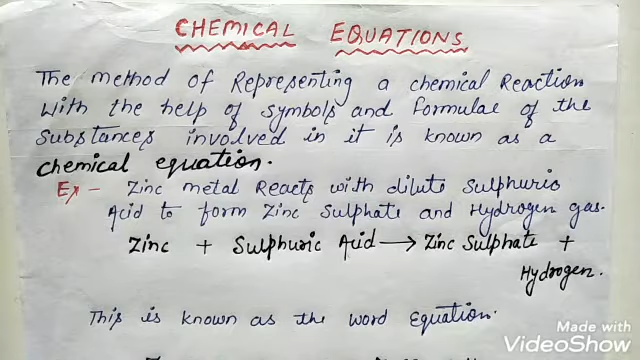 CHEMICAL EQUATIONS
The method of Representing a chemical Reaction
with the help of symbols and formulae of the
substances involved in it is known as a
chemical equation.
Ex - Zinc metal Reacts with dilute Sulphuric
Acid to form Zinc Sulphate and Hydrogen gas.
Zinc + Sulphuric Acid → Zinc Sulphate +
Hydrogen.
This is known as the word Equation.
Made with
VideoShow